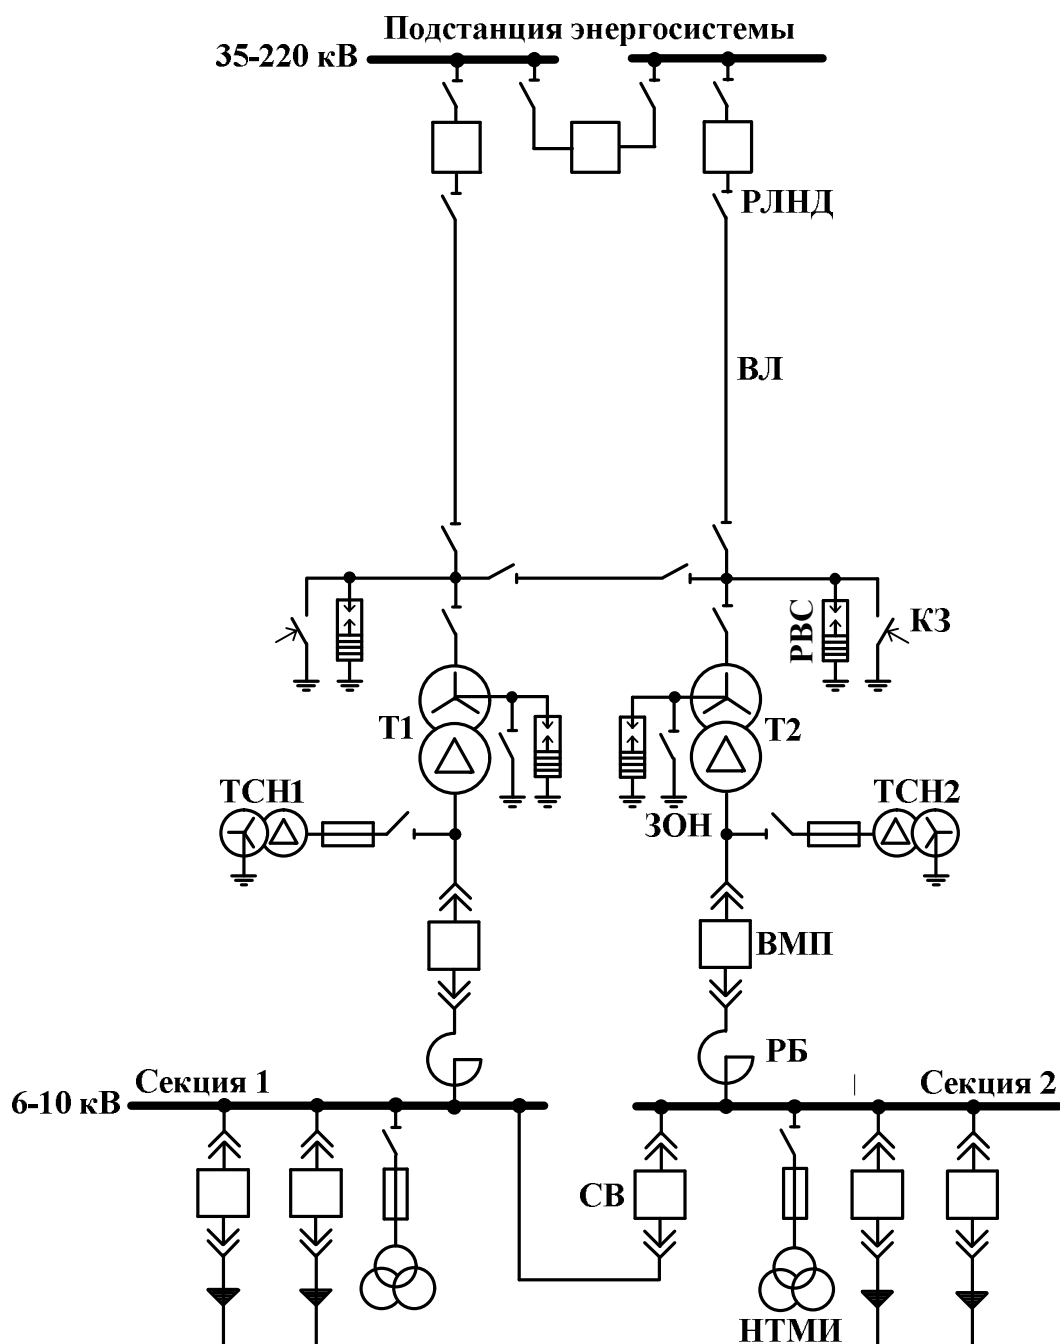 Подстанция энергосистемы
35-220 кВ
РЛНД
ВЛ
РВС
КЗ
Т1
Т2
ТСН1
ЗОН
ТСН2
ВМП
РБ
Секция 1
Секция 2
6-10 кВ
СВ
НТМИ